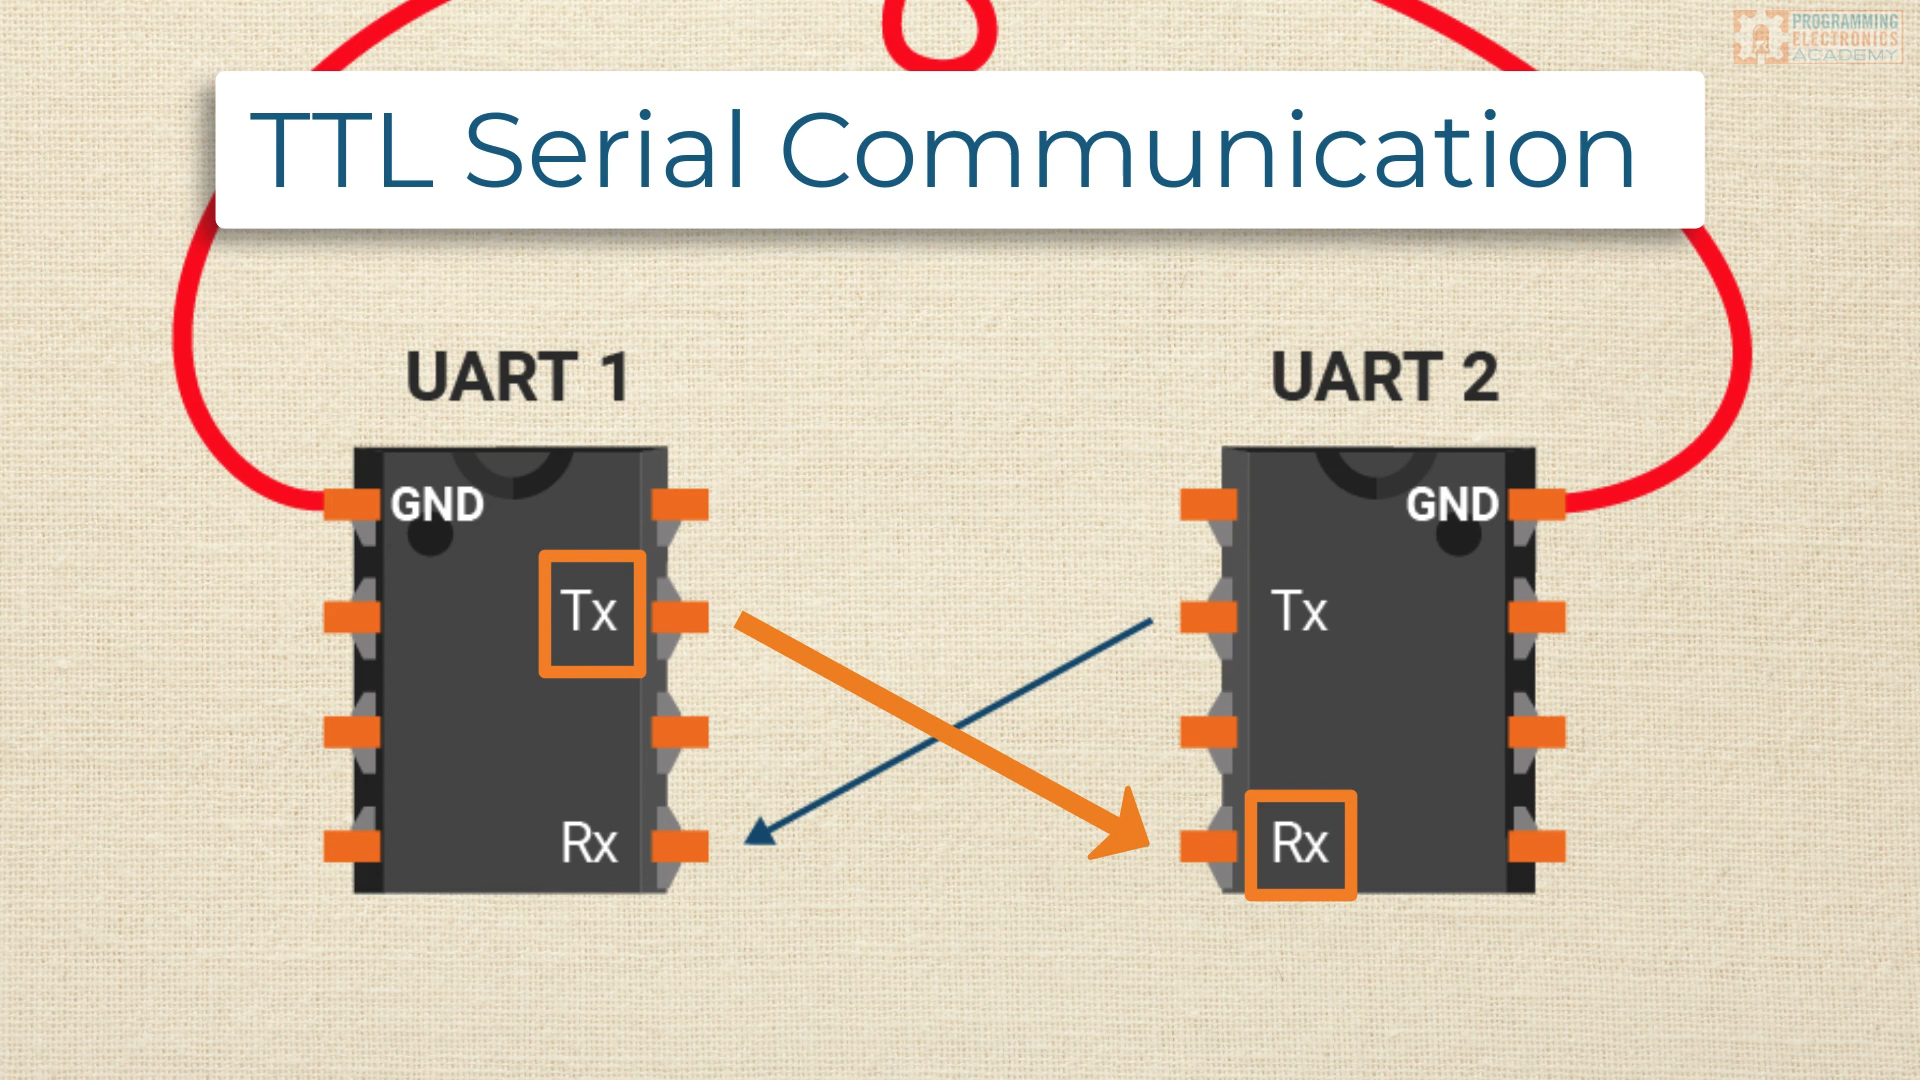 PROGRAMMING
ELECTRONICS
ACADEMY
TTL Serial Communication
UART 1
UART 2
GND
GND
Tx
Tx
Rx
Rx